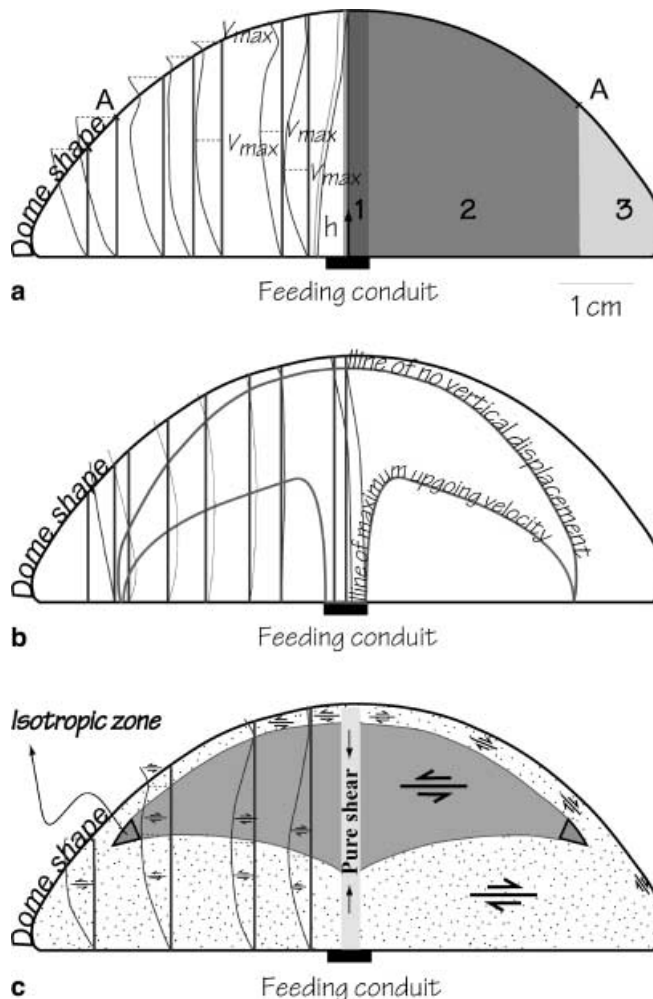 Vmax
A
A
Vmax
Vmax
Vmax
Dome shape
h
1
2
3
Feeding conduit
a
1 cm
line of no vertical displacement
line of maximum upgoing velocity
Dome shape
b
Feeding conduit
Isotropic zone
Pure shear
Dome shape
c
Feeding conduit